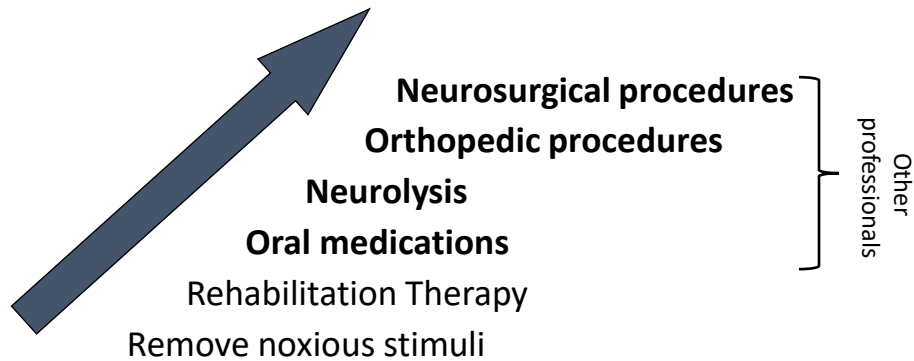 Neurosurgical procedures
Orthopedic procedures
Neurolysis
Oral medications
Rehabilitation Therapy
Remove noxious stimuli
Other
professionals